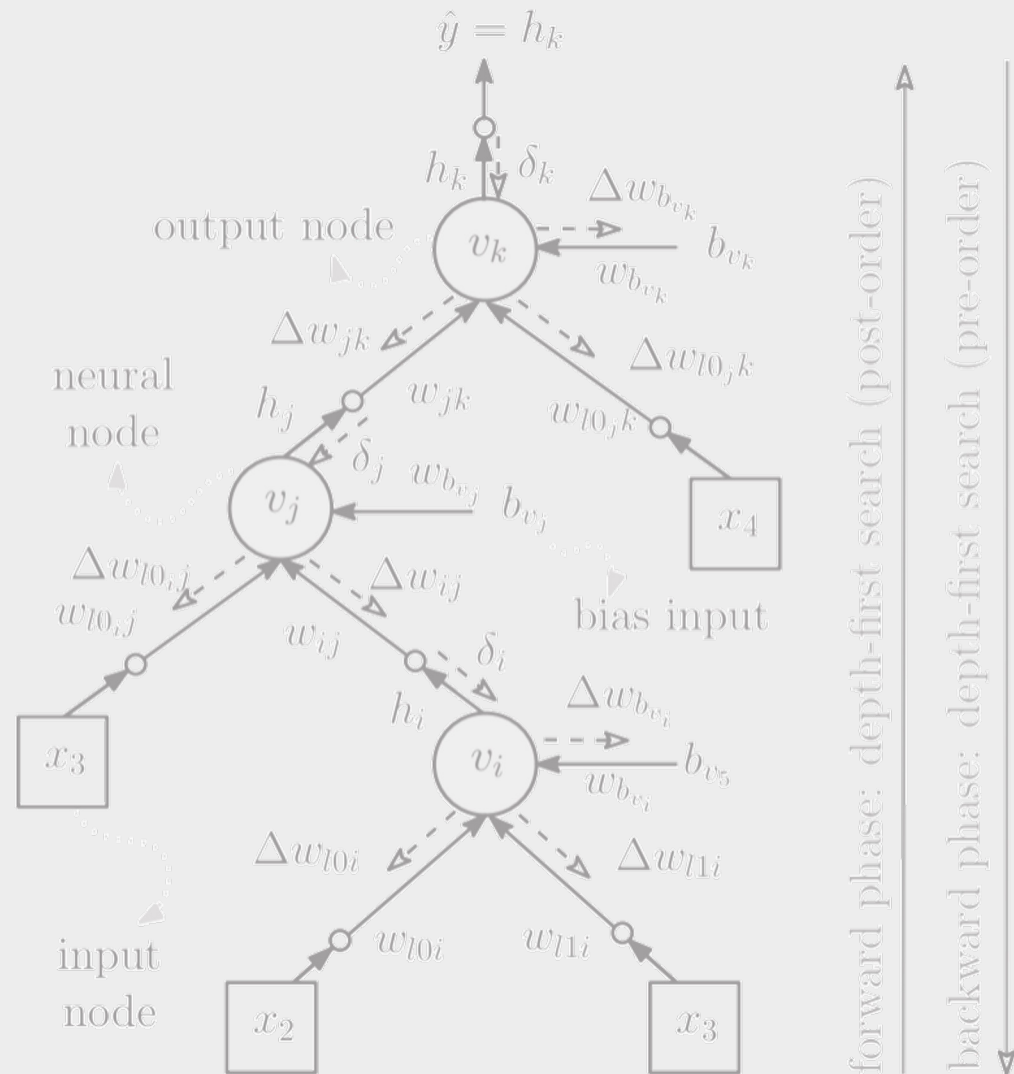 ŷ = h_k
h_k
δ_k
Δw_{b_{v_k}}
output node
v_k
b_{v_k}
w_{b_{v_k}}
Δw_{jk}
Δw_{l0_jk}
neural
node
h_j
w_{jk}
w_{l0_jk}
δ_j
w_{b_{v_j}}
b_{v_j}
v_j
x_4
Δw_{l0_ij}
Δw_{ij}
w_{l0_ij}
bias input
w_{ij}
δ_i
h_i
Δw_{b_{v_i}}
x_3
v_i
b_{v_5}
w_{b_{v_i}}
Δw_{l0i}
Δw_{l1i}
input
node
w_{l0i}
w_{l1i}
x_2
x_3
forward phase: depth-first search (post-order)
backward phase: depth-first search (pre-order)